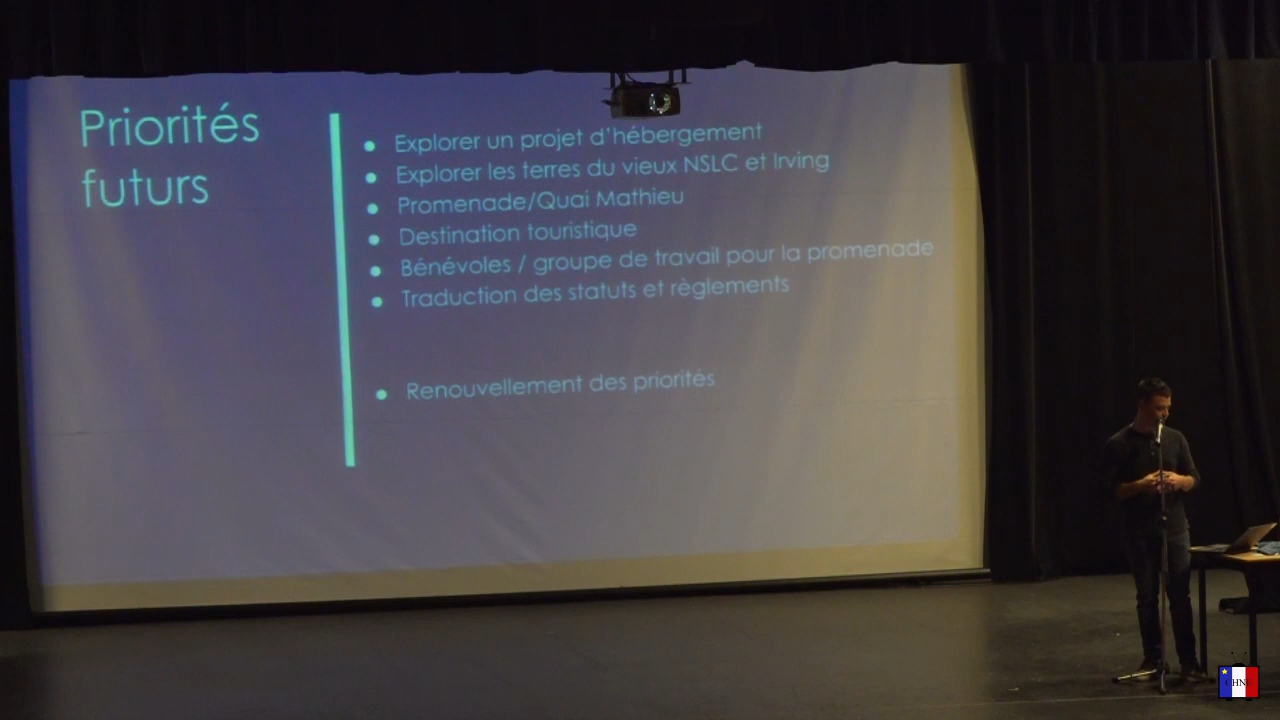 Priorités
futurs
• Explorer un projet d'hébergement
• Explorer les terres du vieux NSLC et Irving
• Promenade/Quai Mathieu
• Destination touristique
• Bénévoles / groupe de travail pour la promenade
• Traduction des statuts et règlements
• Renouvellement des priorités